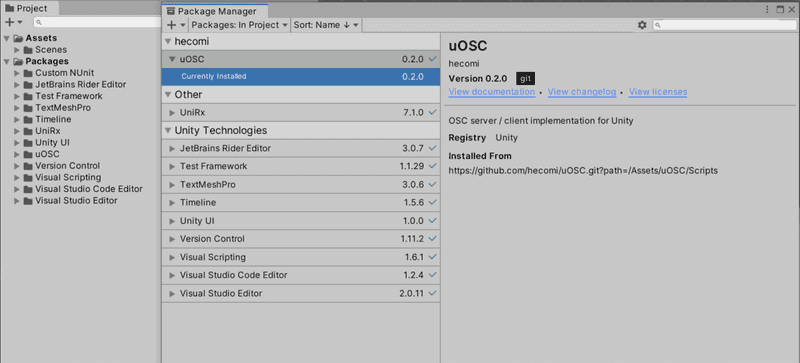 Project
Assets
Scenes
Packages
Custom NUnit
JetBrains Rider Editor
Test Framework
TextMeshPro
Timeline
UniRx
Unity UI
uOSC
Version Control
Visual Scripting
Visual Studio Code Editor
Visual Studio Editor
Package Manager
Packages: In Project
Sort: Name ↓
hecomi
uOSC 0.2.0
Currently Installed 0.2.0
Other
UniRx 7.1.0
Unity Technologies
JetBrains Rider Editor 3.0.7
Test Framework 1.1.29
TextMeshPro 3.0.6
Timeline 1.5.6
Unity UI 1.0.0
Version Control 1.11.2
Visual Scripting 1.6.1
Visual Studio Code Editor 1.2.4
Visual Studio Editor 2.0.11
uOSC
hecomi
Version 0.2.0 git
View documentation • View changelog • View licenses
OSC server / client implementation for Unity
Registry Unity
Installed From
https://github.com/hecomi/uOSC.git?path=/Assets/uOSC/Scripts